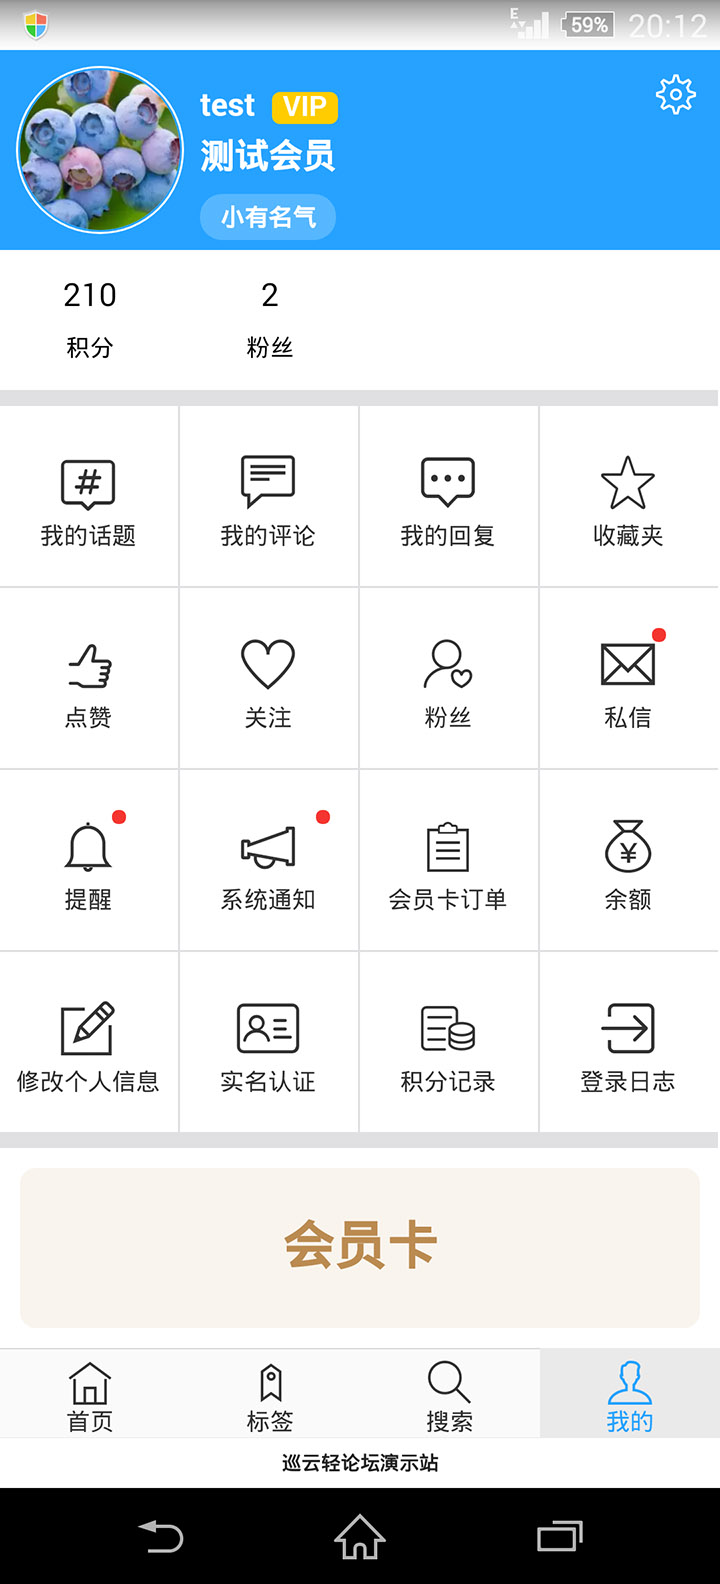 E 59% 20:12
test VIP
测试会员
小有名气
210 2
积分 粉丝
#
我的话题 我的评论 我的回复 收藏夹
点赞 关注 粉丝 私信
¥
提醒 系统通知 会员卡订单 余额
修改个人信息 实名认证 积分记录 登录日志
会员卡
首页 标签 搜索 我的
巡云轻论坛演示站